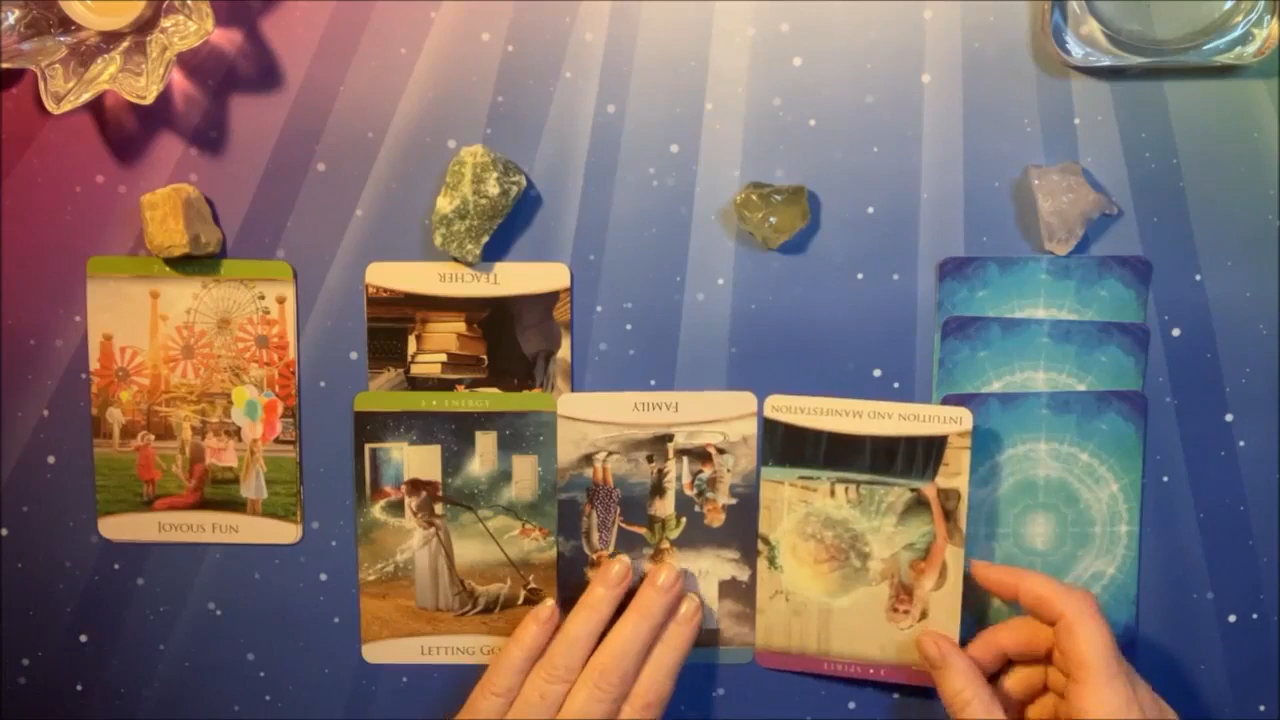 TEACHER
3 • ENERGY
FAMILY
INTUITION AND MANIFESTATION
JOYOUS FUN
LETTING GO
3 • SPIRIT